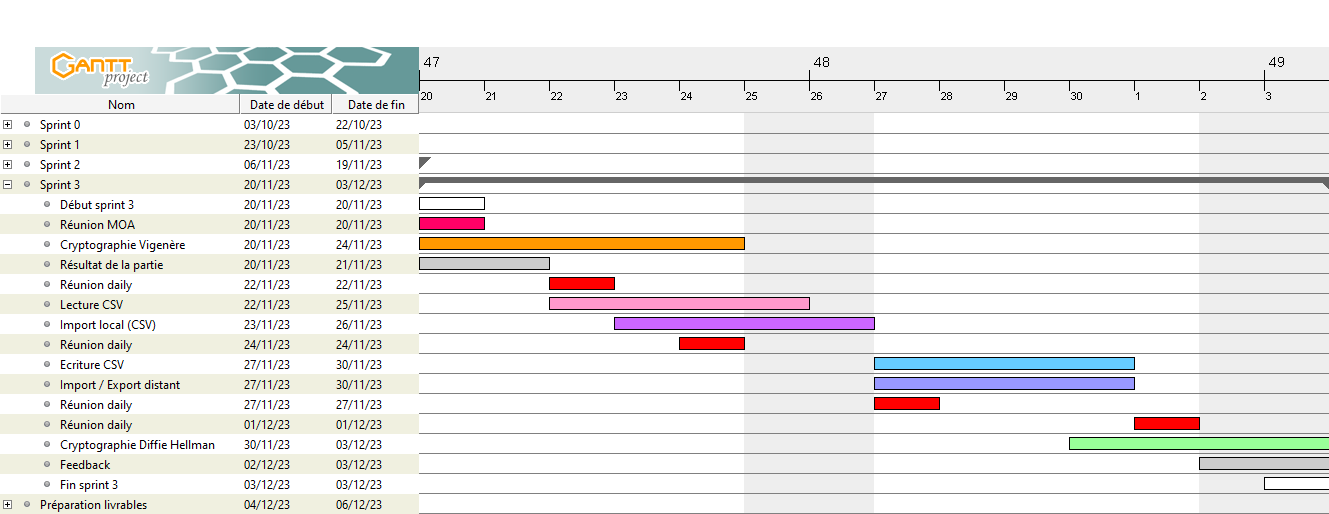 GANTT
project
47 48 49
20 21 22 23 24 25 26 27 28 29 30 1 2 3
Nom Date de début Date de fin
Sprint 0 03/10/23 22/10/23
Sprint 1 23/10/23 05/11/23
Sprint 2 06/11/23 19/11/23
Sprint 3 20/11/23 03/12/23
Début sprint 3 20/11/23 20/11/23
Réunion MOA 20/11/23 20/11/23
Cryptographie Vigenère 20/11/23 24/11/23
Résultat de la partie 20/11/23 21/11/23
Réunion daily 22/11/23 22/11/23
Lecture CSV 22/11/23 25/11/23
Import local (CSV) 23/11/23 26/11/23
Réunion daily 24/11/23 24/11/23
Ecriture CSV 27/11/23 30/11/23
Import / Export distant 27/11/23 30/11/23
Réunion daily 27/11/23 27/11/23
Réunion daily 01/12/23 01/12/23
Cryptographie Diffie Hellman 30/11/23 03/12/23
Feedback 02/12/23 03/12/23
Fin sprint 3 03/12/23 03/12/23
Préparation livrables 04/12/23 06/12/23